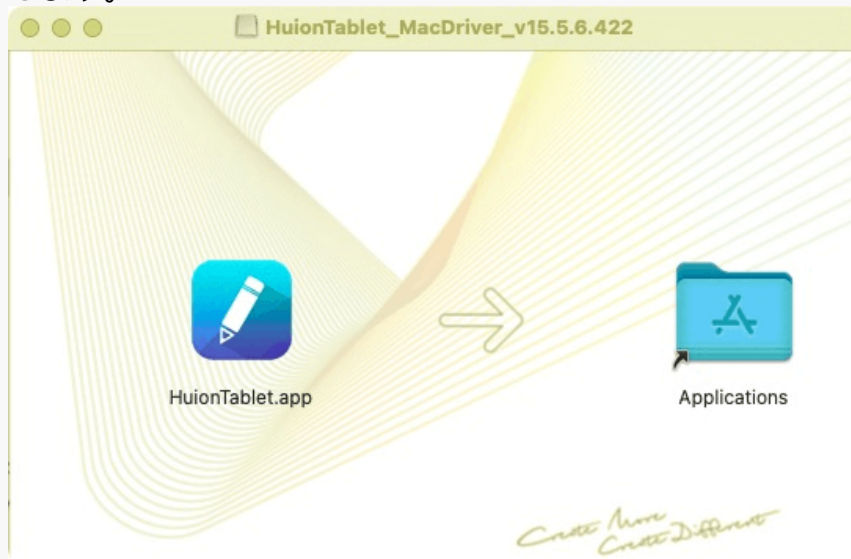 HuionTablet_MacDriver_v15.5.6.422
HuionTablet.app
Applications
Create More
Create Different